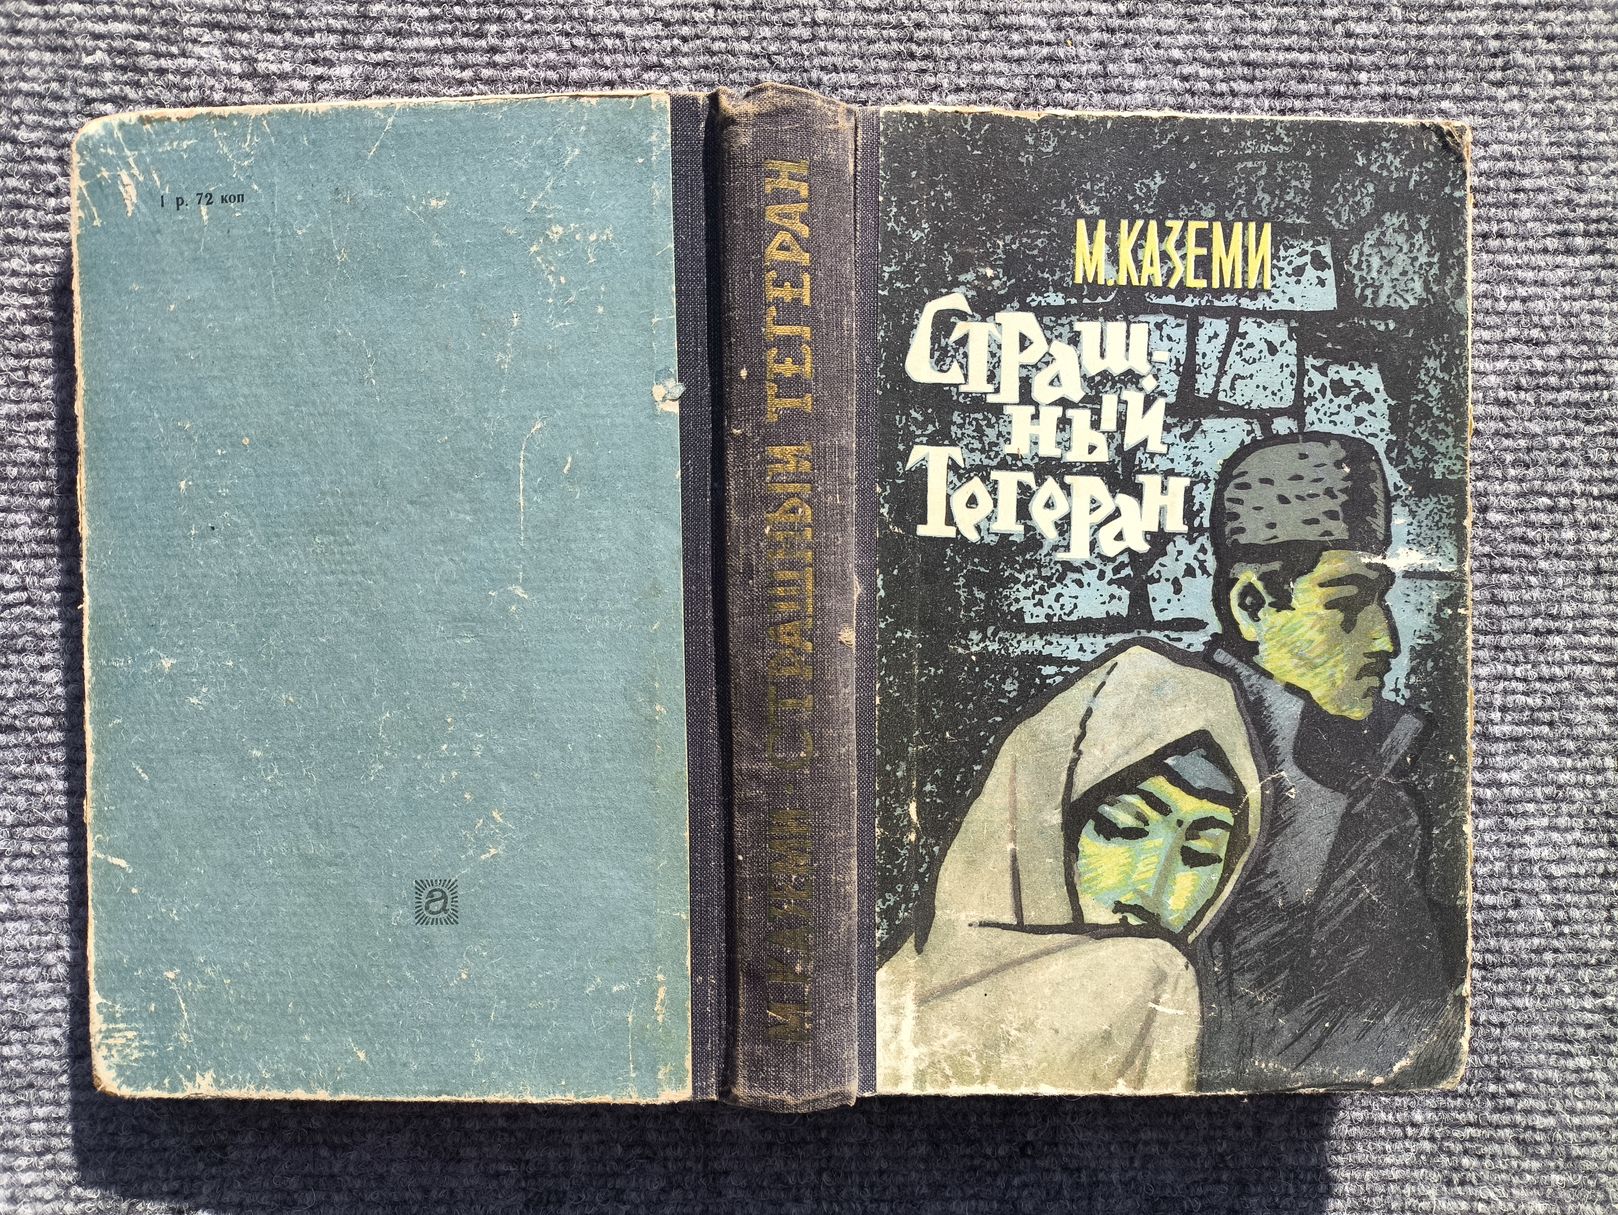 1 р. 72 коп
а
М. КАЗЕМИ · СТРАШНЫЙ ТЕГЕРАН
М. КАЗЕМИ
СТРАШ-
НЫЙ
ТЕГЕРАН